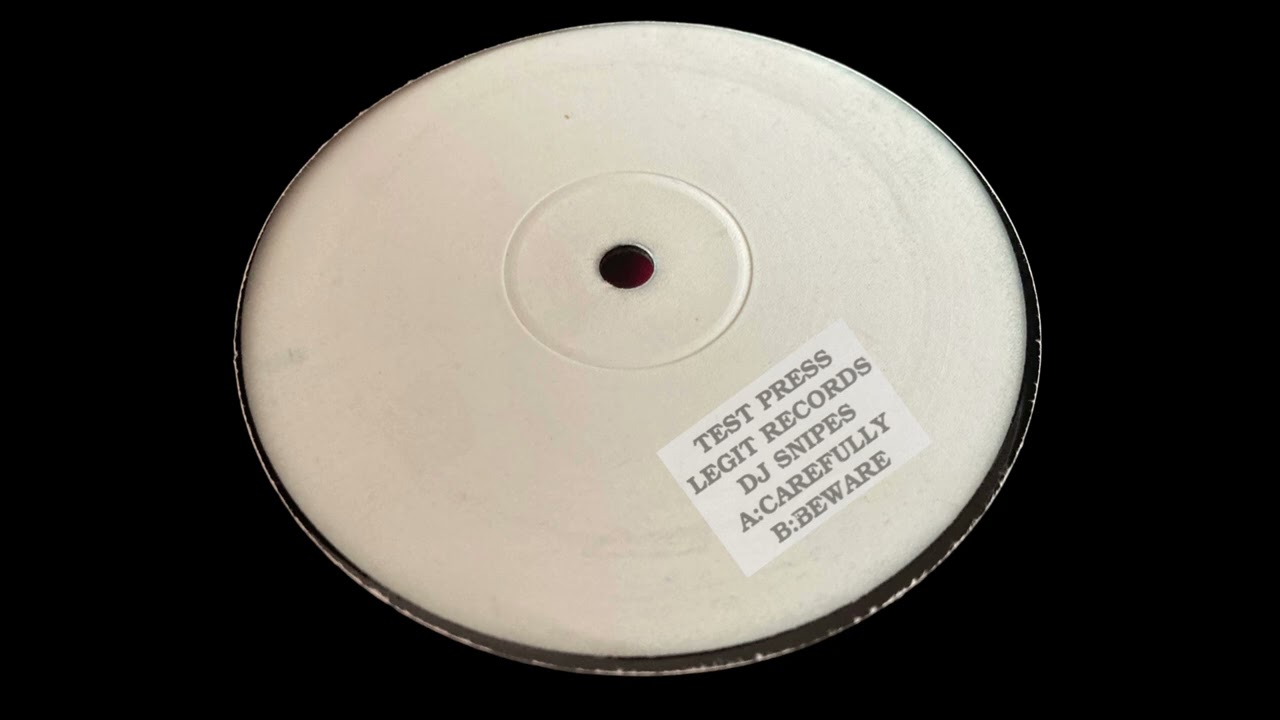 TEST PRESS
LEGIT RECORDS
DJ SNIPES
A:CAREFULLY
B:BEWARE